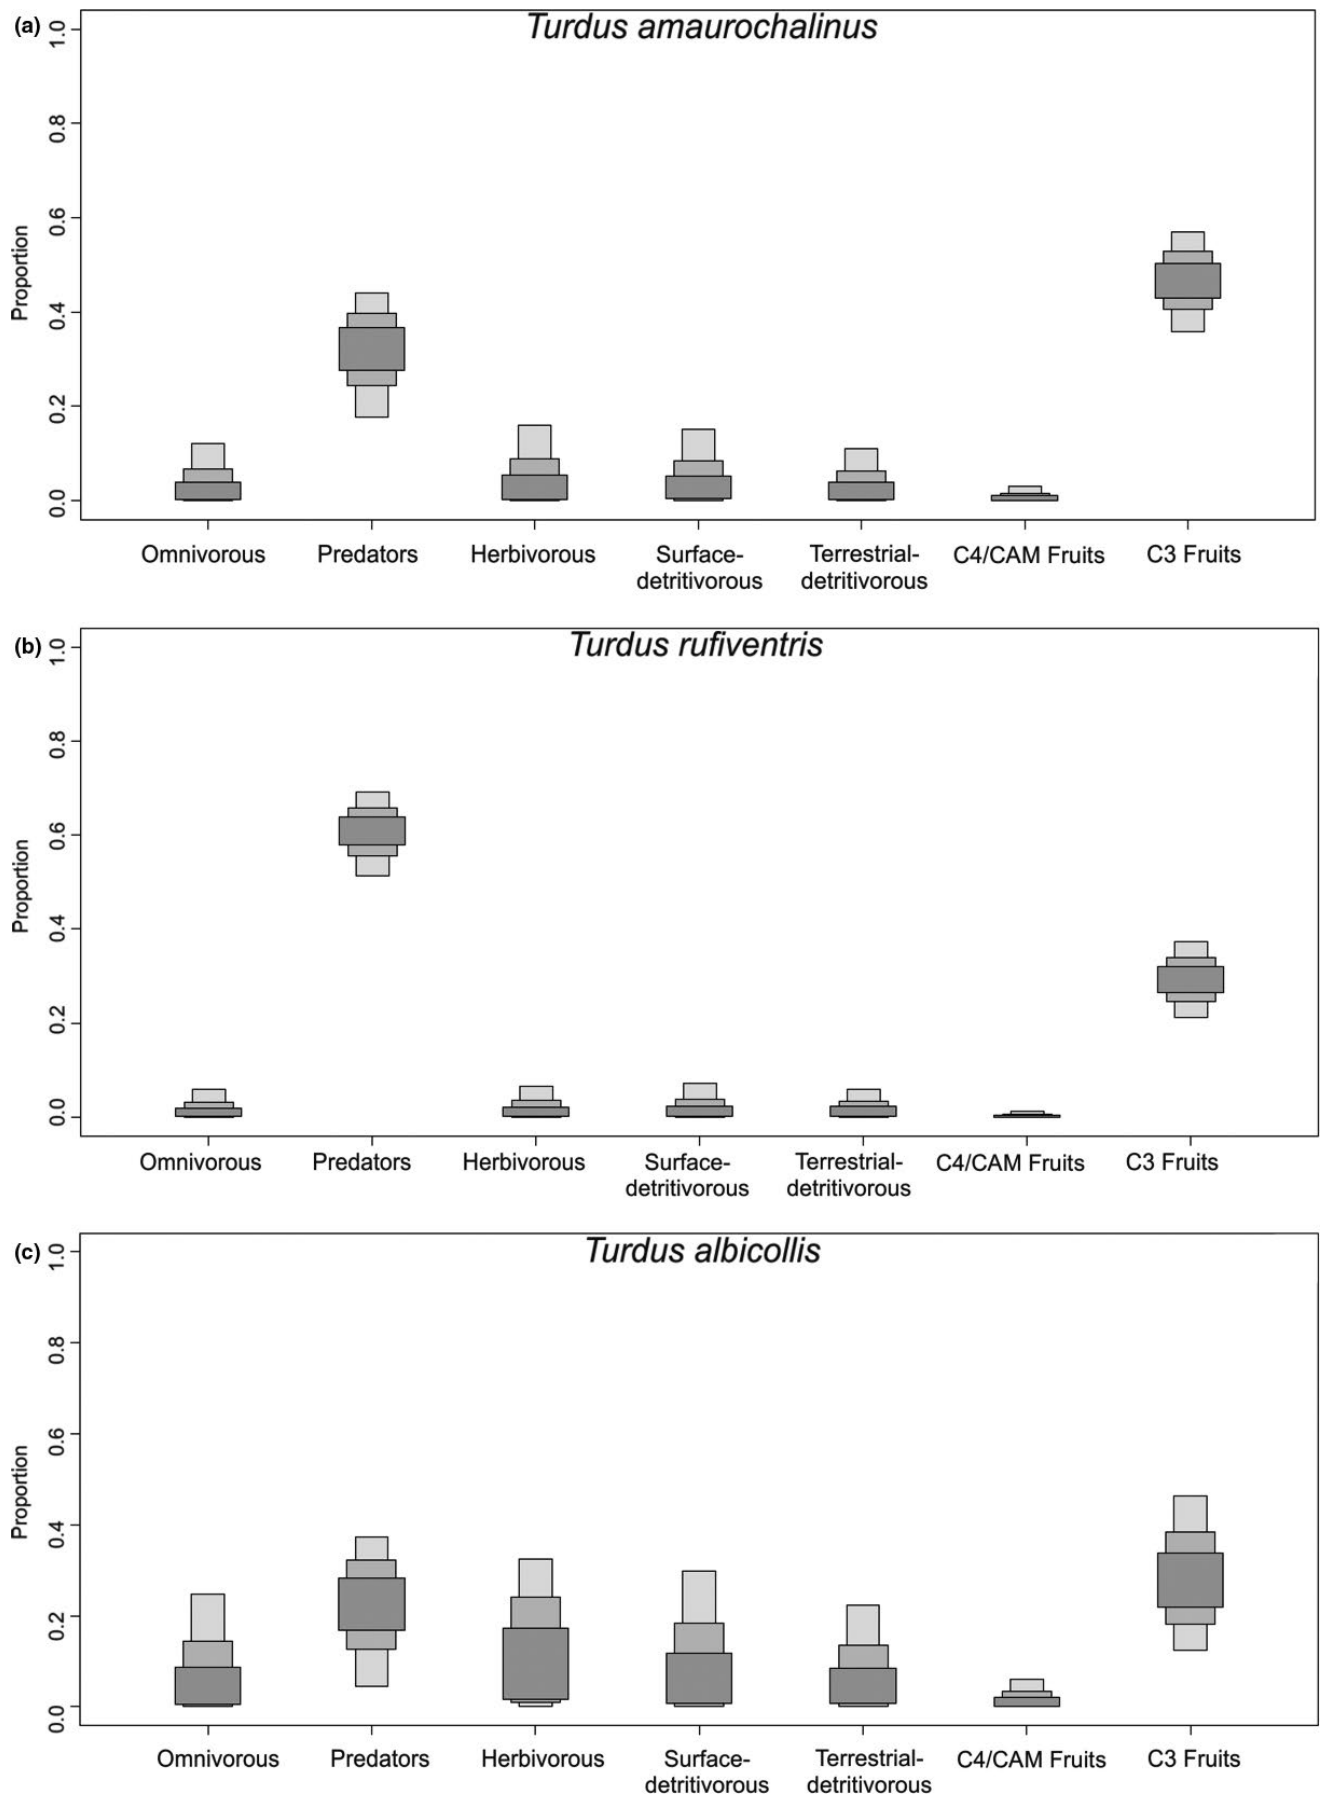 (a)
Turdus amaurochalinus
1.0
0.8
0.6
0.4
0.2
0.0
Proportion
Omnivorous Predators Herbivorous Surface- Terrestrial- C4/CAM Fruits C3 Fruits
detritivorous detritivorous
(b)
Turdus rufiventris
1.0
0.8
0.6
0.4
0.2
0.0
Proportion
Omnivorous Predators Herbivorous Surface- Terrestrial- C4/CAM Fruits C3 Fruits
detritivorous detritivorous
(c)
Turdus albicollis
1.0
0.8
0.6
0.4
0.2
0.0
Proportion
Omnivorous Predators Herbivorous Surface- Terrestrial- C4/CAM Fruits C3 Fruits
detritivorous detritivorous